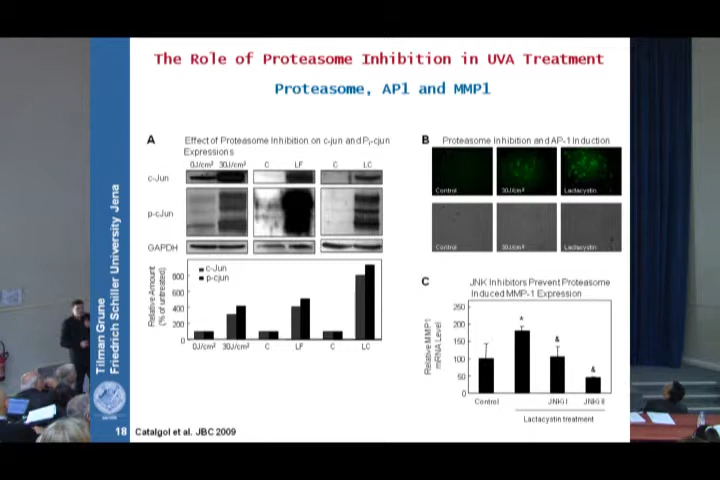 The Role of Proteasome Inhibition in UVA Treatment
Proteasome, AP1 and MMP1
A
Effect of Proteasome Inhibition on c-jun and Pi-cjun
Expressions
0J/cm² 30J/cm² C LF C LC
c-Jun
p-cJun
GAPDH
Relative Amount
(% of untreated)
800
600
400
200
0
c-Jun
p-cjun
0J/cm² 30J/cm² C LF C LC
B
Proteasome Inhibition and AP-1 Induction
Control 30J/cm² Lactacystin
Control 30J/cm² Lactacystin
C
JNK Inhibitors Prevent Proteasome
Induced MMP-1 Expression
Relative MMP1
mRNA Level
250
200
150
100
50
0
* & &
Control JNKI I JNKI II
Lactacystin treatment
Tilman Grune
Friedrich Schiller University Jena
18 Catalgol et al. JBC 2009